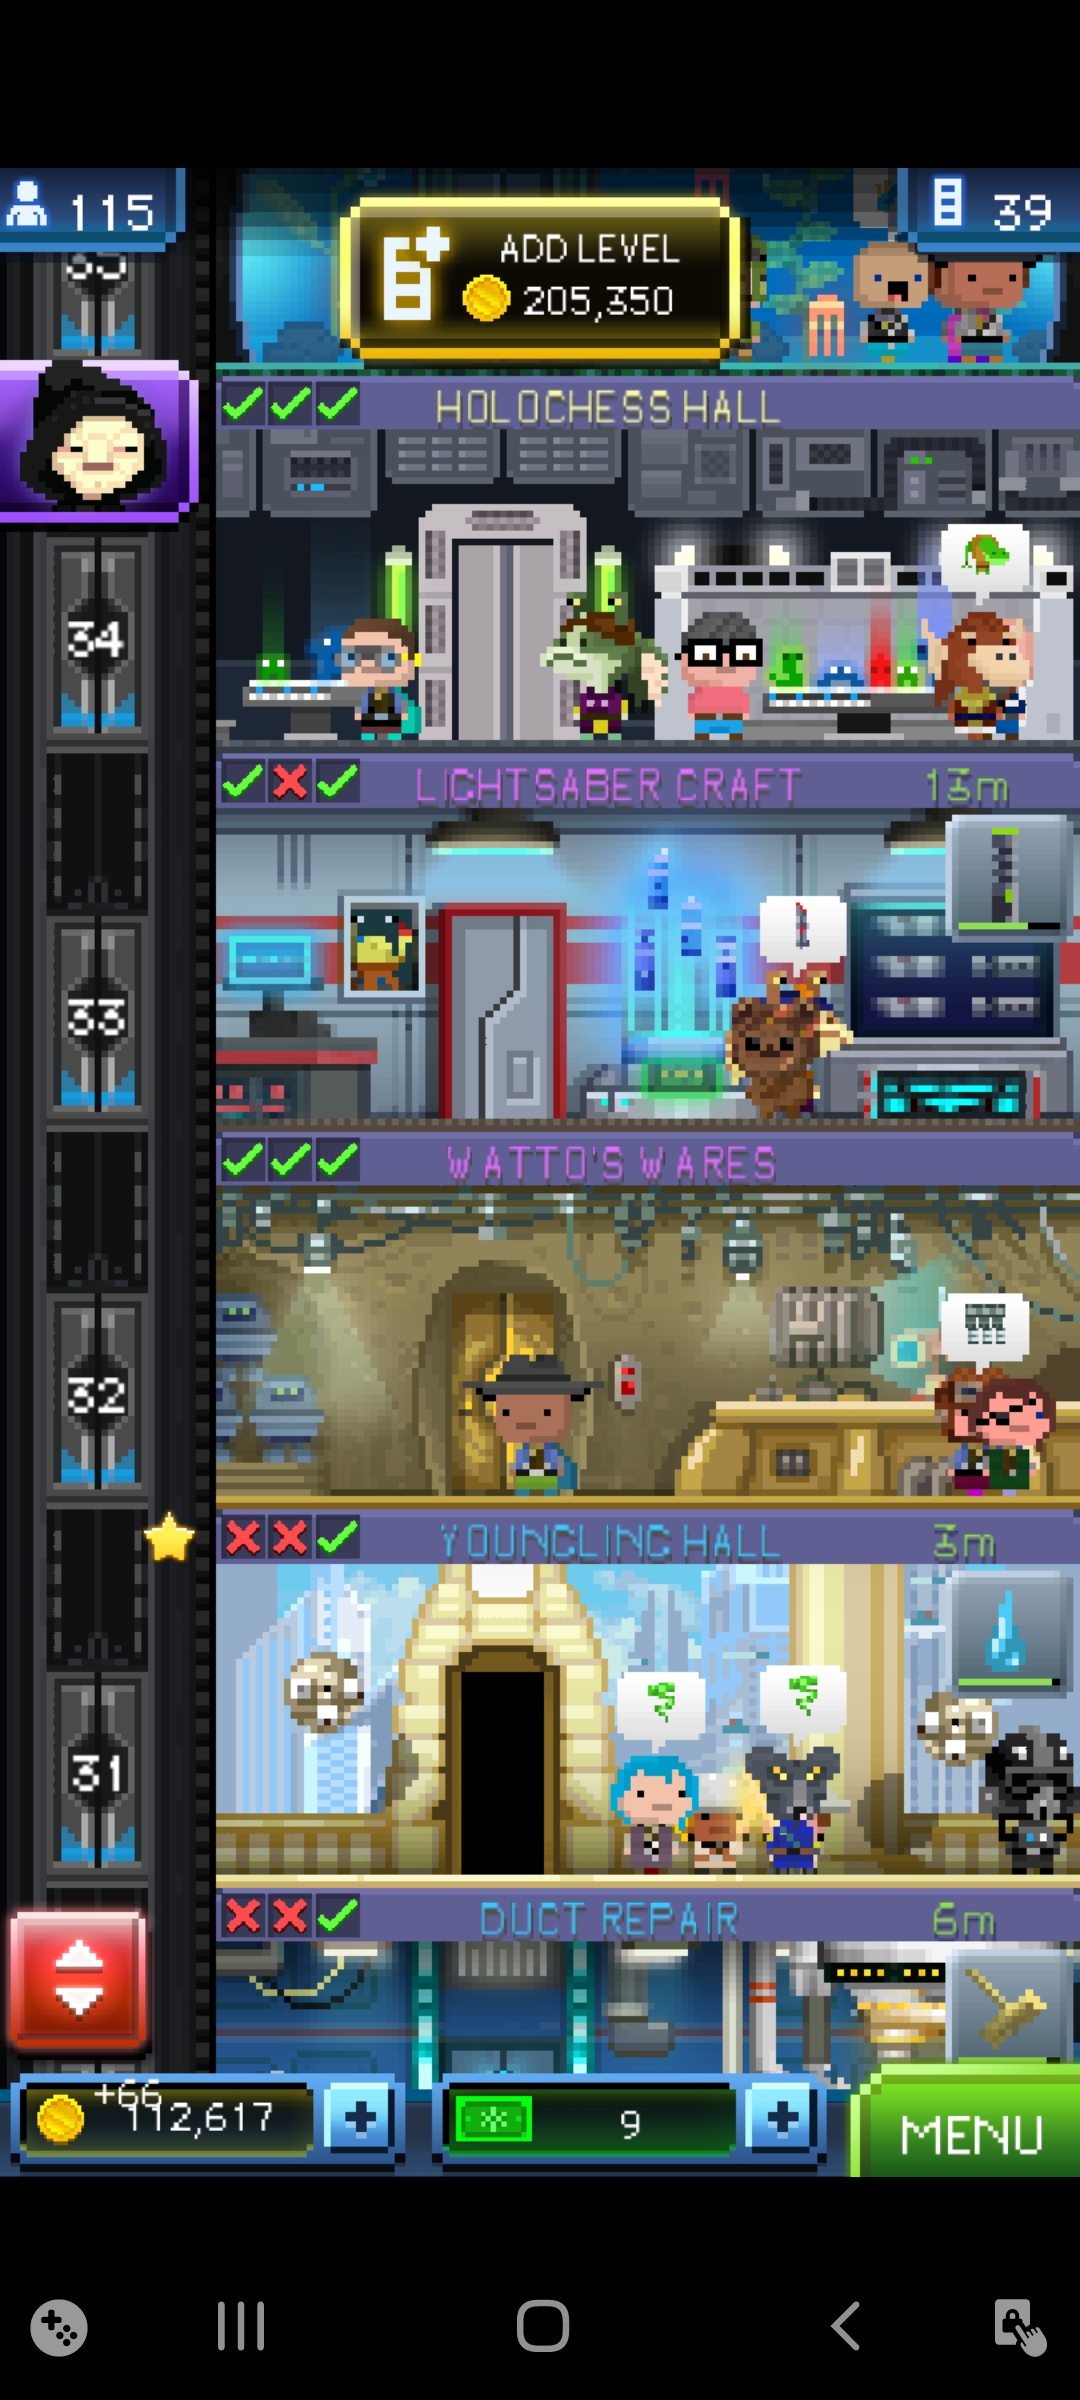 115
ADD LEVEL
205,350
39
HOLOCHESS HALL
34
LIGHTSABER CRAFT 13m
33
WATTO'S WARES
32
YOUNGLING HALL 3m
31
DUCT REPAIR 6m
+66
112,617
9
MENU